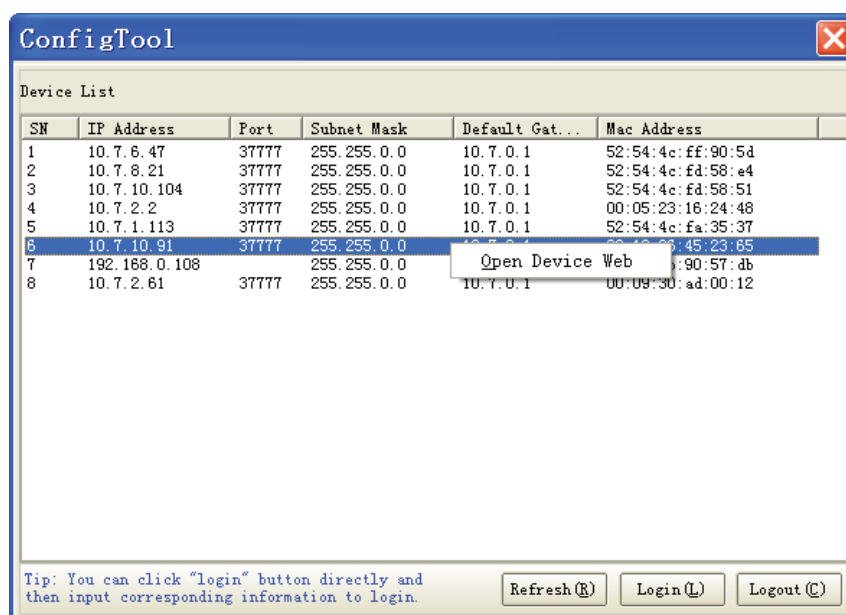 ConfigTool
Device List
SN IP Address Port Subnet Mask Default Gat... Mac Address
1 10.7.6.47 37777 255.255.0.0 10.7.0.1 52:54:4c:ff:90:5d
2 10.7.8.21 37777 255.255.0.0 10.7.0.1 52:54:4c:fd:58:e4
3 10.7.10.104 37777 255.255.0.0 10.7.0.1 52:54:4c:fd:58:51
4 10.7.2.2 37777 255.255.0.0 10.7.0.1 00:05:23:16:24:48
5 10.7.1.113 37777 255.255.0.0 10.7.0.1 52:54:4c:fa:35:37
6 10.7.10.91 37777 255.255.0.0 :45:23:65
Open Device Web
7 192.168.0.108 255.255.0.0 :90:57:db
8 10.7.2.61 37777 255.255.0.0 10.7.0.1 00:09:30:ad:00:12
Tip: You can click "login" button directly and
then input corresponding information to login.
Refresh(R) Login(L) Logout(C)